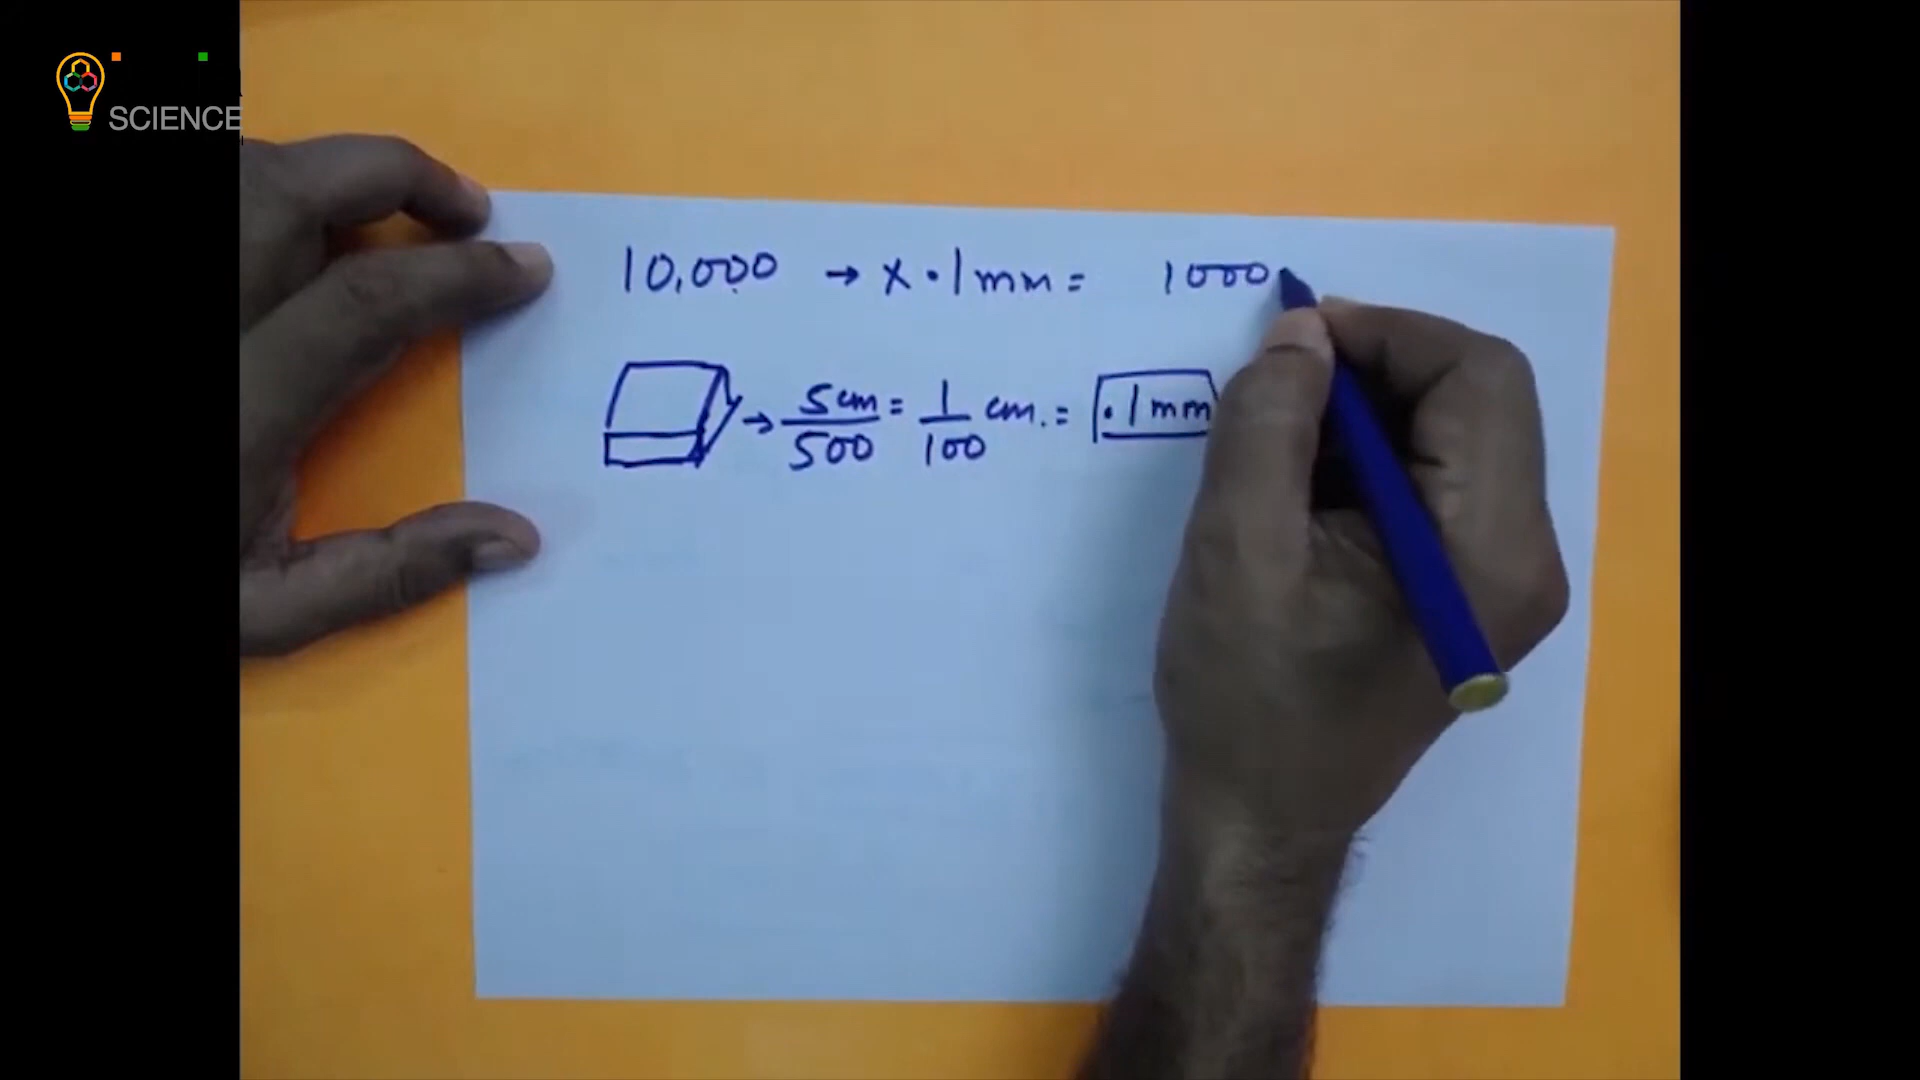 SCIENCE
10,000 → x .1mm = 1000
→ 5cm/500 = 1/100 cm. = .1mm